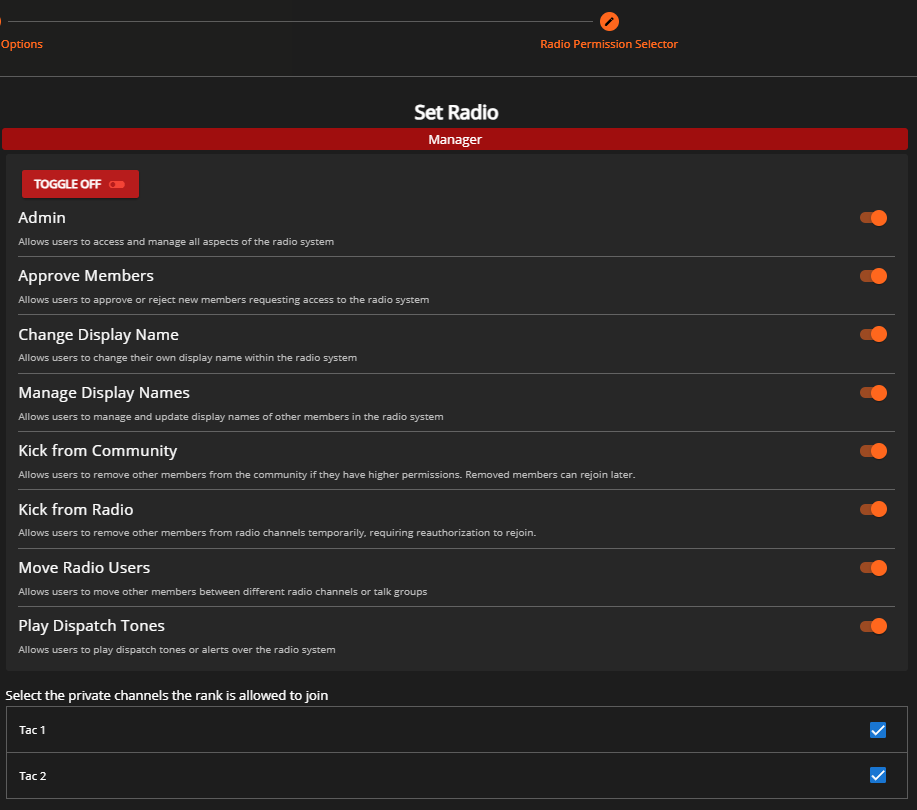 Options
Radio Permission Selector
Set Radio
Manager
TOGGLE OFF
Admin
Allows users to access and manage all aspects of the radio system
Approve Members
Allows users to approve or reject new members requesting access to the radio system
Change Display Name
Allows users to change their own display name within the radio system
Manage Display Names
Allows users to manage and update display names of other members in the radio system
Kick from Community
Allows users to remove other members from the community if they have higher permissions. Removed members can rejoin later.
Kick from Radio
Allows users to remove other members from radio channels temporarily, requiring reauthorization to rejoin.
Move Radio Users
Allows users to move other members between different radio channels or talk groups
Play Dispatch Tones
Allows users to play dispatch tones or alerts over the radio system
Select the private channels the rank is allowed to join
Tac 1
Tac 2